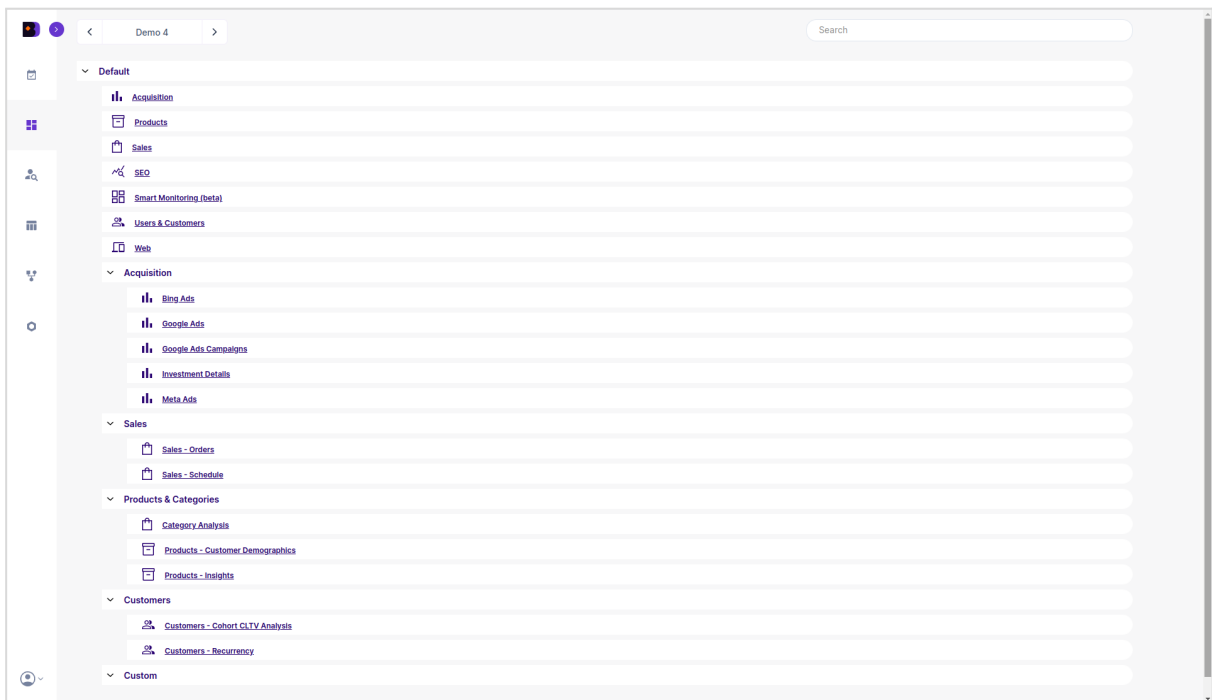 Demo 4
Search
Default
Acquisition
Products
Sales
SEO
Smart Monitoring (beta)
Users & Customers
Web
Acquisition
Bing Ads
Google Ads
Google Ads Campaigns
Investment Details
Meta Ads
Sales
Sales - Orders
Sales - Schedule
Products & Categories
Category Analysis
Products - Customer Demographics
Products - Insights
Customers
Customers - Cohort CLTV Analysis
Customers - Recurrency
Custom